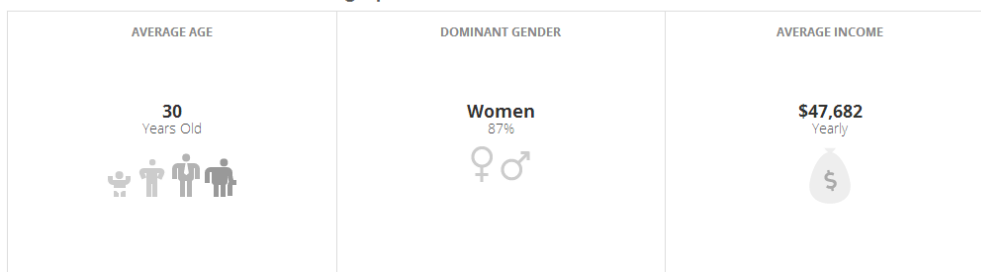 AVERAGE AGE
30
Years Old
DOMINANT GENDER
Women
87%
AVERAGE INCOME
$47,682
Yearly
$